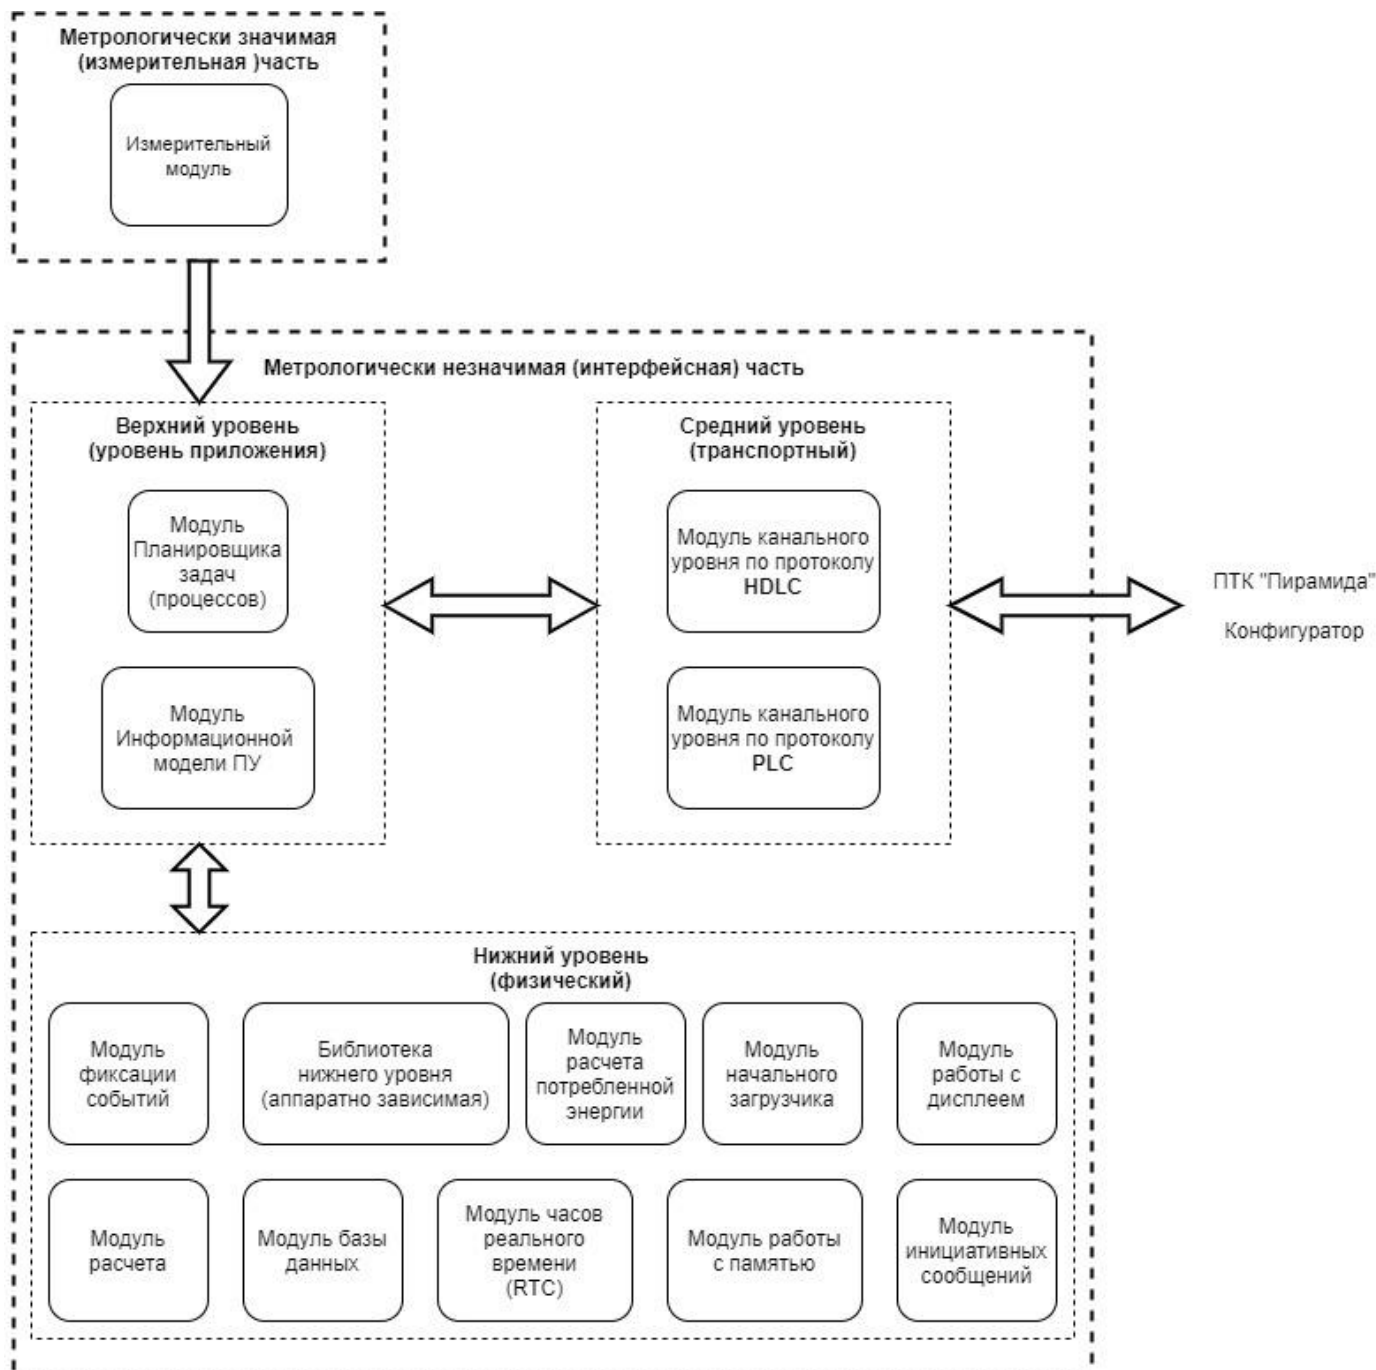 Метрологически значимая
(измерительная )часть
Измерительный
модуль
Метрологически незначимая (интерфейсная) часть
Верхний уровень
(уровень приложения)
Модуль
Планировщика
задач
(процессов)
Модуль
Информационной
модели ПУ
Средний уровень
(транспортный)
Модуль канального
уровня по протоколу
HDLC
Модуль канального
уровня по протоколу
PLC
ПТК "Пирамида"
Конфигуратор
Нижний уровень
(физический)
Модуль
фиксации
событий
Библиотека
нижнего уровня
(аппаратно зависимая)
Модуль
расчета
потребленной
энергии
Модуль
начального
загрузчика
Модуль
работы с
дисплеем
Модуль
расчета
Модуль базы
данных
Модуль часов
реального
времени
(RTC)
Модуль работы
с памятью
Модуль
инициативных
сообщений